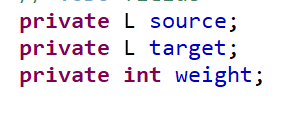 private L source;
private L target;
private int weight;